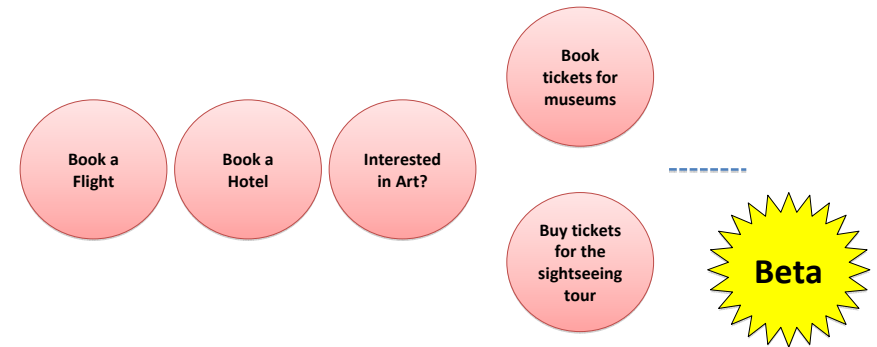 Book a
Flight
Book a
Hotel
Interested
in Art?
Book
tickets for
museums
Buy tickets
for the
sightseeing
tour
Beta